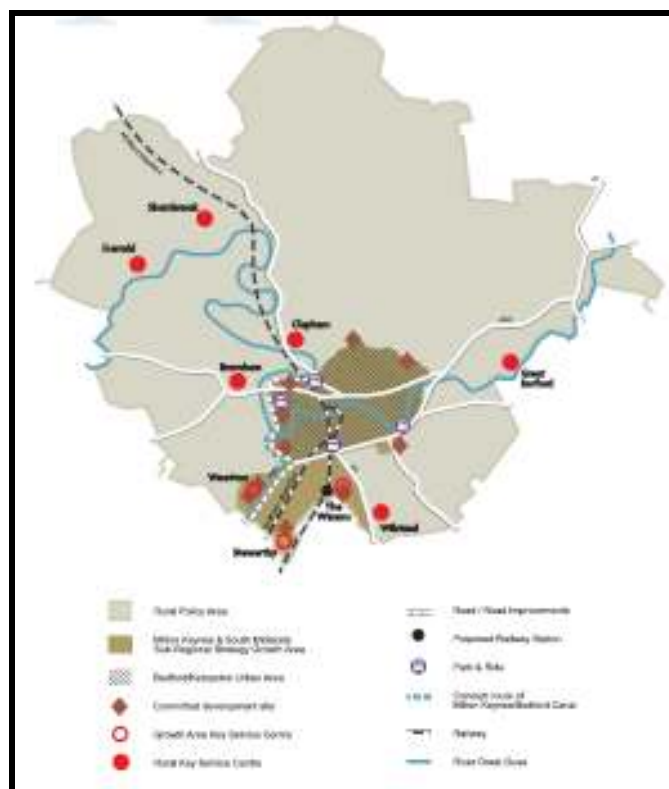 Sharnbrook
Harrold
Clapham
Bromham
Great
Barford
Wootton
The
Wixams
Wilstead
Stewartby
Rural Policy Area
Milton Keynes & South Midlands
Sub-Regional Strategy Growth Area
Bedford/Kempston Urban Area
Committed development site
Growth Area Key Service Centre
Rural Key Service Centre
Road / Road Improvements
Proposed Railway Station
Park & Ride
Concept route of
Milton Keynes/Bedford Canal
Railway
River Great Ouse